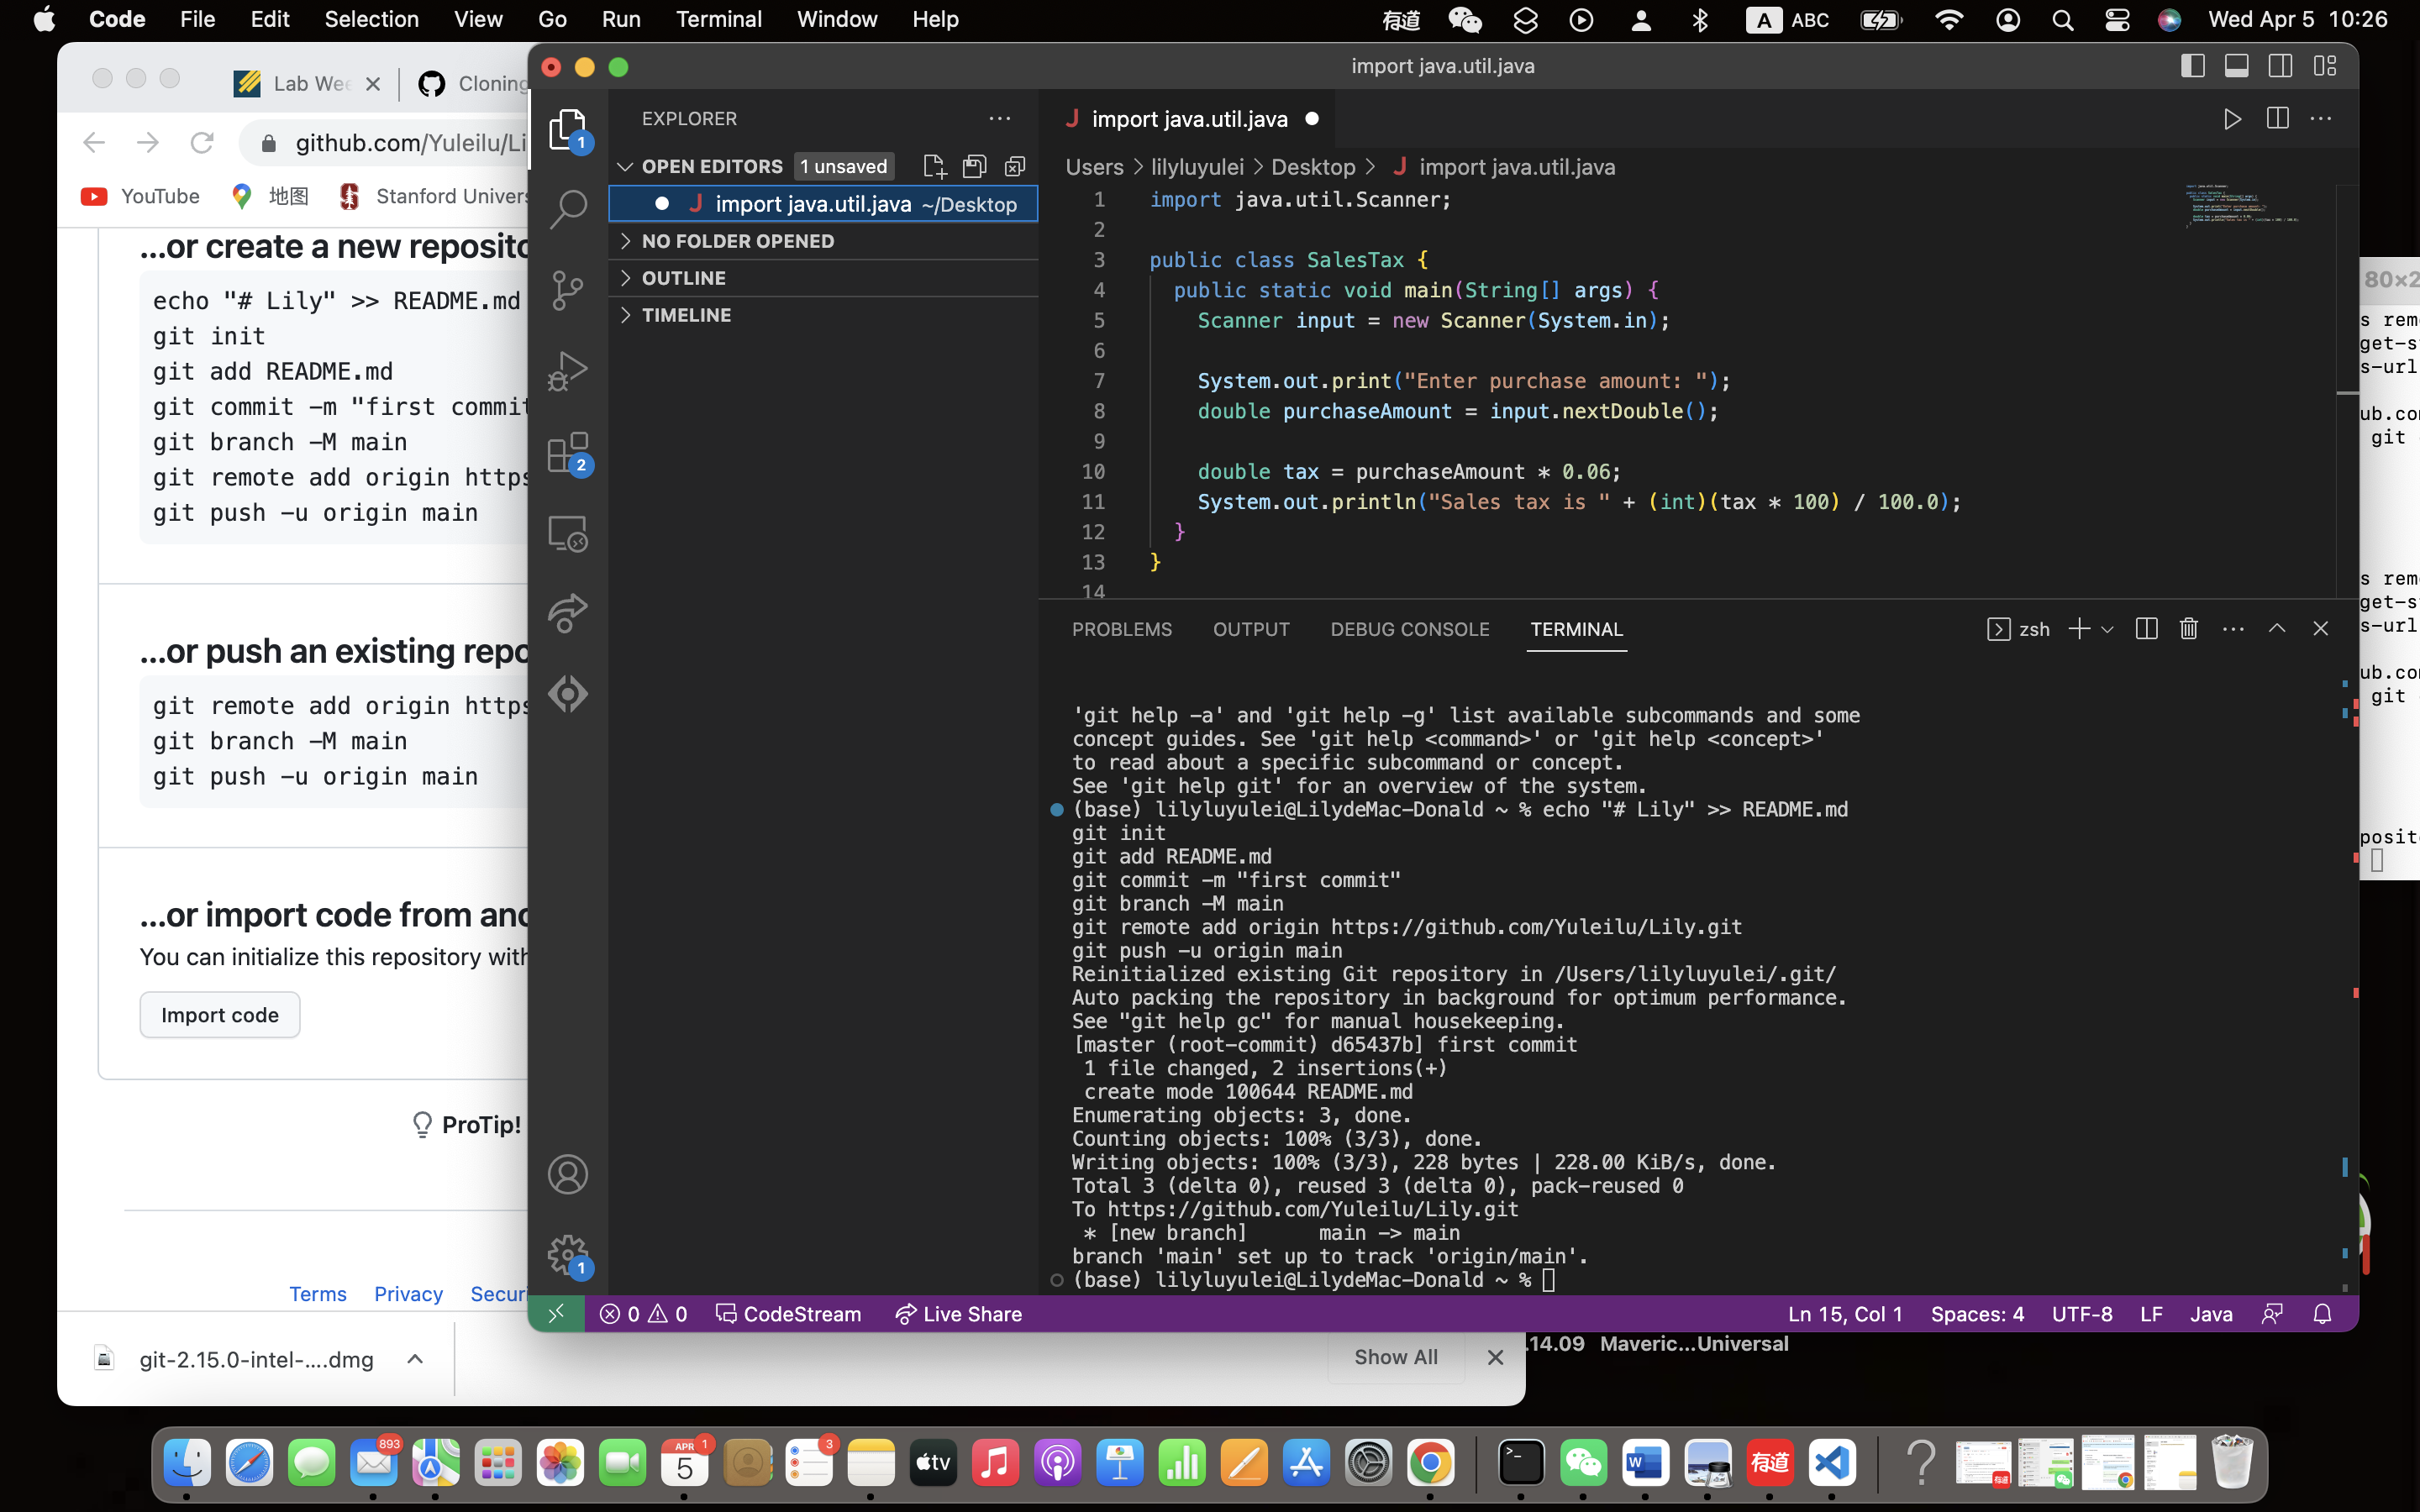 Code File Edit Selection View Go Run Terminal Window Help 有道 A ABC Wed Apr 5 10:26
Lab Wee
Cloning
github.com/Yuleilu/Li
YouTube 地图 Stanford Univers
...or create a new reposito
echo "# Lily" >> README.md
git init
git add README.md
git commit -m "first commit
git branch -M main
git remote add origin https
git push -u origin main
...or push an existing repo
git remote add origin https
git branch -M main
git push -u origin main
...or import code from ano
You can initialize this repository with
Import code
ProTip!
Terms Privacy Securi
git-2.15.0-intel-....dmg
Show All
import java.util.java
EXPLORER
OPEN EDITORS 1 unsaved
J import java.util.java ~/Desktop
NO FOLDER OPENED
OUTLINE
TIMELINE
1
2
1
J import java.util.java
Users > lilyluyulei > Desktop > J import java.util.java
1 import java.util.Scanner;
2
3 public class SalesTax {
4 public static void main(String[] args) {
5 Scanner input = new Scanner(System.in);
6
7 System.out.print("Enter purchase amount: ");
8 double purchaseAmount = input.nextDouble();
9
10 double tax = purchaseAmount * 0.06;
11 System.out.println("Sales tax is " + (int)(tax * 100) / 100.0);
12 }
13 }
14
PROBLEMS OUTPUT DEBUG CONSOLE TERMINAL zsh
'git help -a' and 'git help -g' list available subcommands and some
concept guides. See 'git help <command>' or 'git help <concept>'
to read about a specific subcommand or concept.
See 'git help git' for an overview of the system.
(base) lilyluyulei@LilydeMac-Donald ~ % echo "# Lily" >> README.md
git init
git add README.md
git commit -m "first commit"
git branch -M main
git remote add origin https://github.com/Yuleilu/Lily.git
git push -u origin main
Reinitialized existing Git repository in /Users/lilyluyulei/.git/
Auto packing the repository in background for optimum performance.
See "git help gc" for manual housekeeping.
[master (root-commit) d65437b] first commit
1 file changed, 2 insertions(+)
create mode 100644 README.md
Enumerating objects: 3, done.
Counting objects: 100% (3/3), done.
Writing objects: 100% (3/3), 228 bytes | 228.00 KiB/s, done.
Total 3 (delta 0), reused 3 (delta 0), pack-reused 0
To https://github.com/Yuleilu/Lily.git
* [new branch] main -> main
branch 'main' set up to track 'origin/main'.
(base) lilyluyulei@LilydeMac-Donald ~ %
0 0 CodeStream Live Share Ln 15, Col 1 Spaces: 4 UTF-8 LF Java
80×2
s rem
get-s
s-url
ub.co
git
s rem
get-s
s-url
ub.co
git
posit
.14.09 Maveric...Universal
893
APR 5
1
3
tv
W
有道